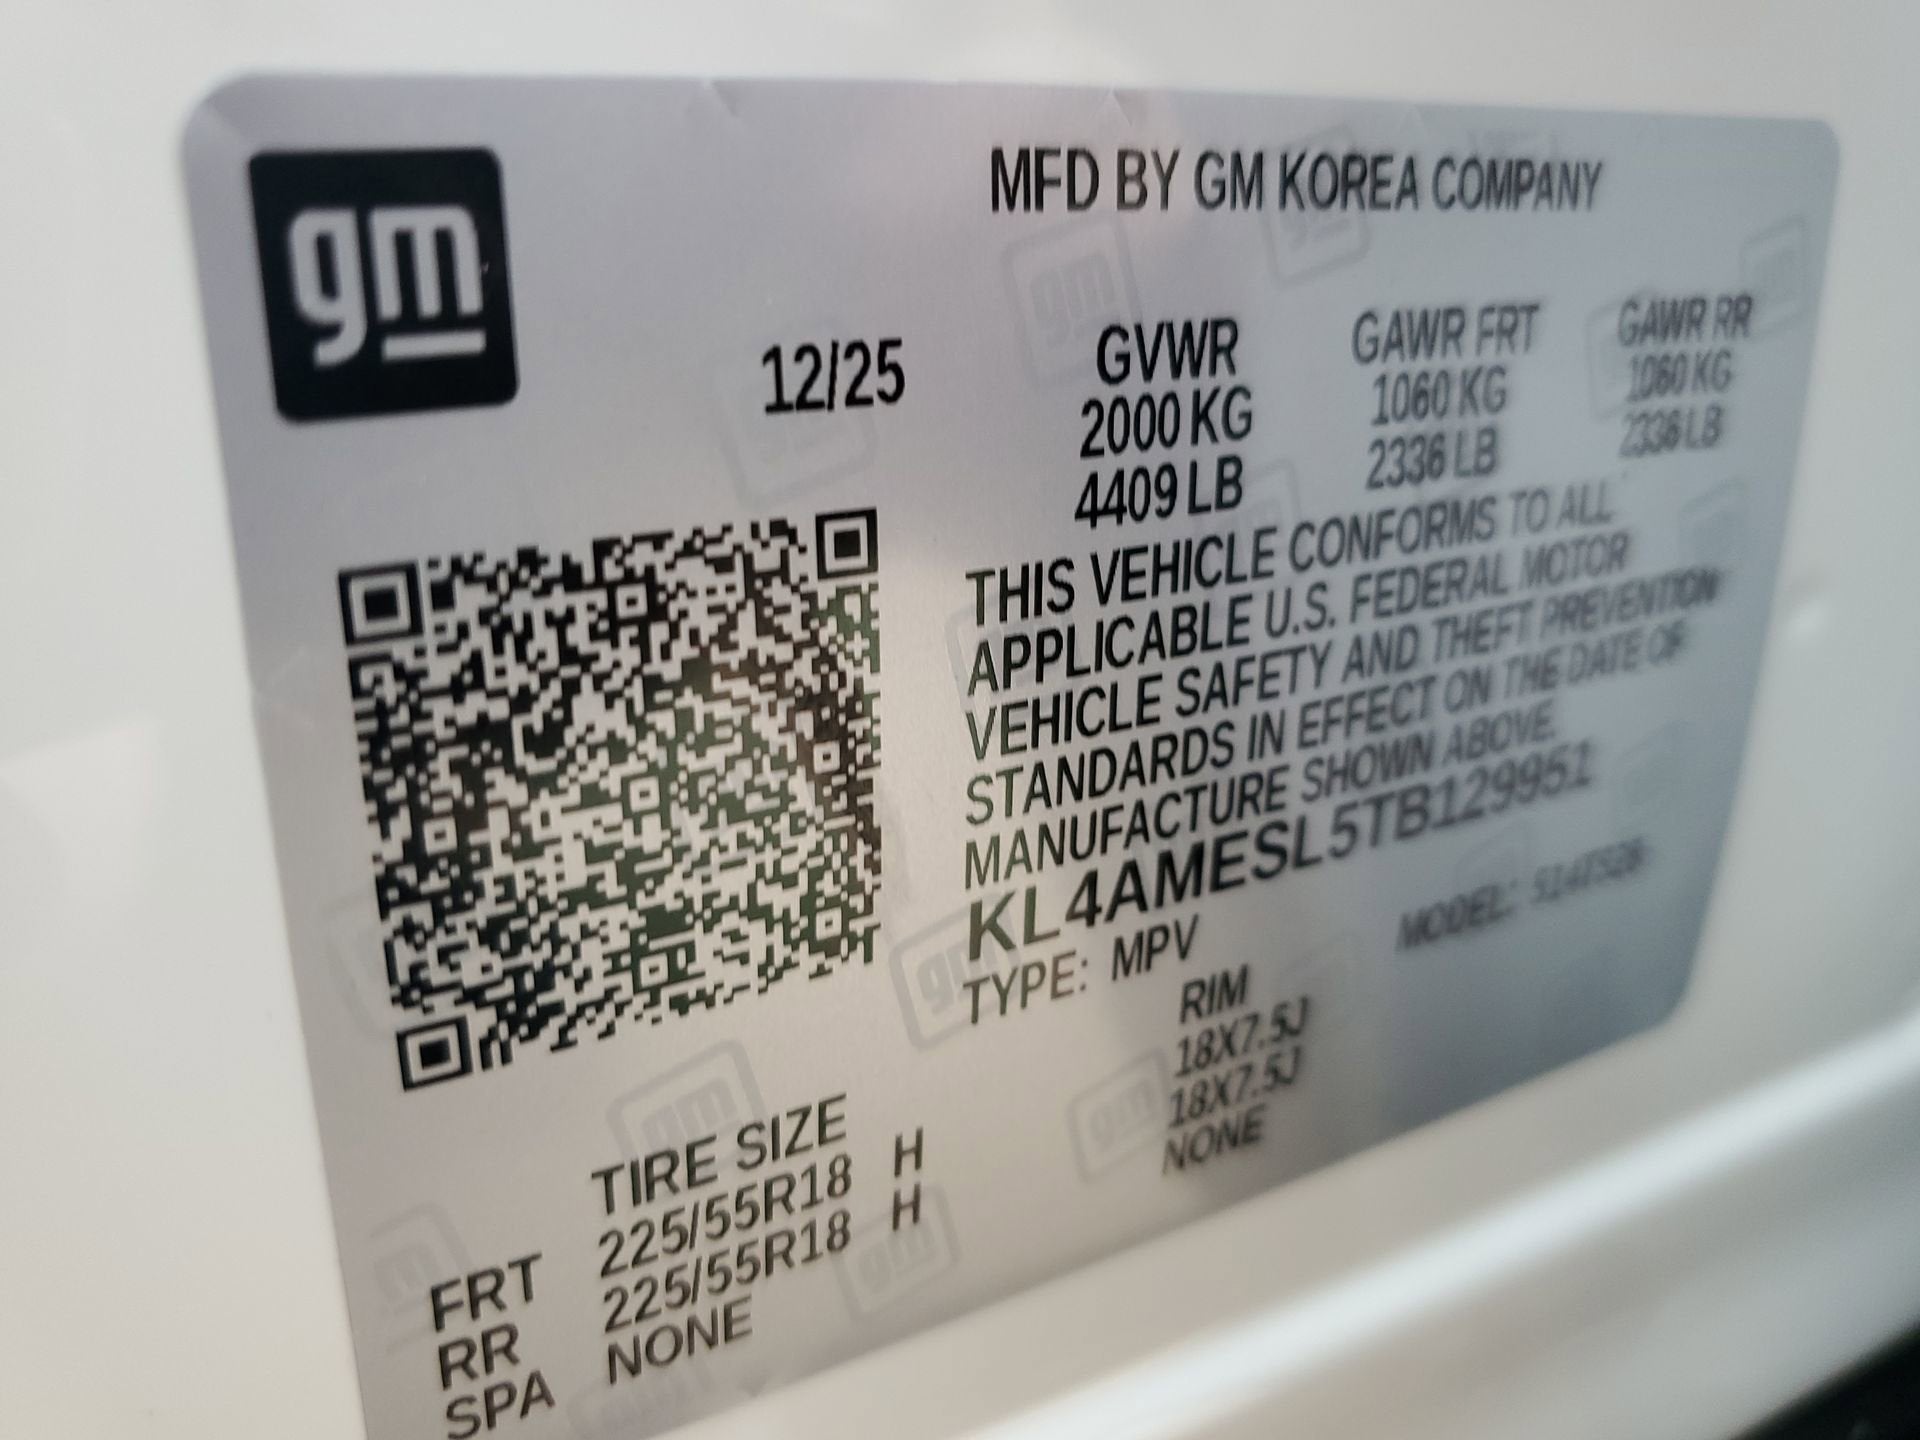 gm
MFD BY GM KOREA COMPANY
12/25
GVWR GAWR FRT GAWR RR
2000 KG 1060 KG 1060 KG
4409 LB 2336 LB 2336 LB
THIS VEHICLE CONFORMS TO ALL
APPLICABLE U.S. FEDERAL MOTOR
VEHICLE SAFETY AND THEFT PREVENTION
STANDARDS IN EFFECT ON THE DATE OF
MANUFACTURE SHOWN ABOVE.
KL4AMESL5TB129951
TYPE: MPV MODEL:
TIRE SIZE RIM
FRT 225/55R18 H 18X7.5J
RR 225/55R18 H 18X7.5J
SPA NONE NONE